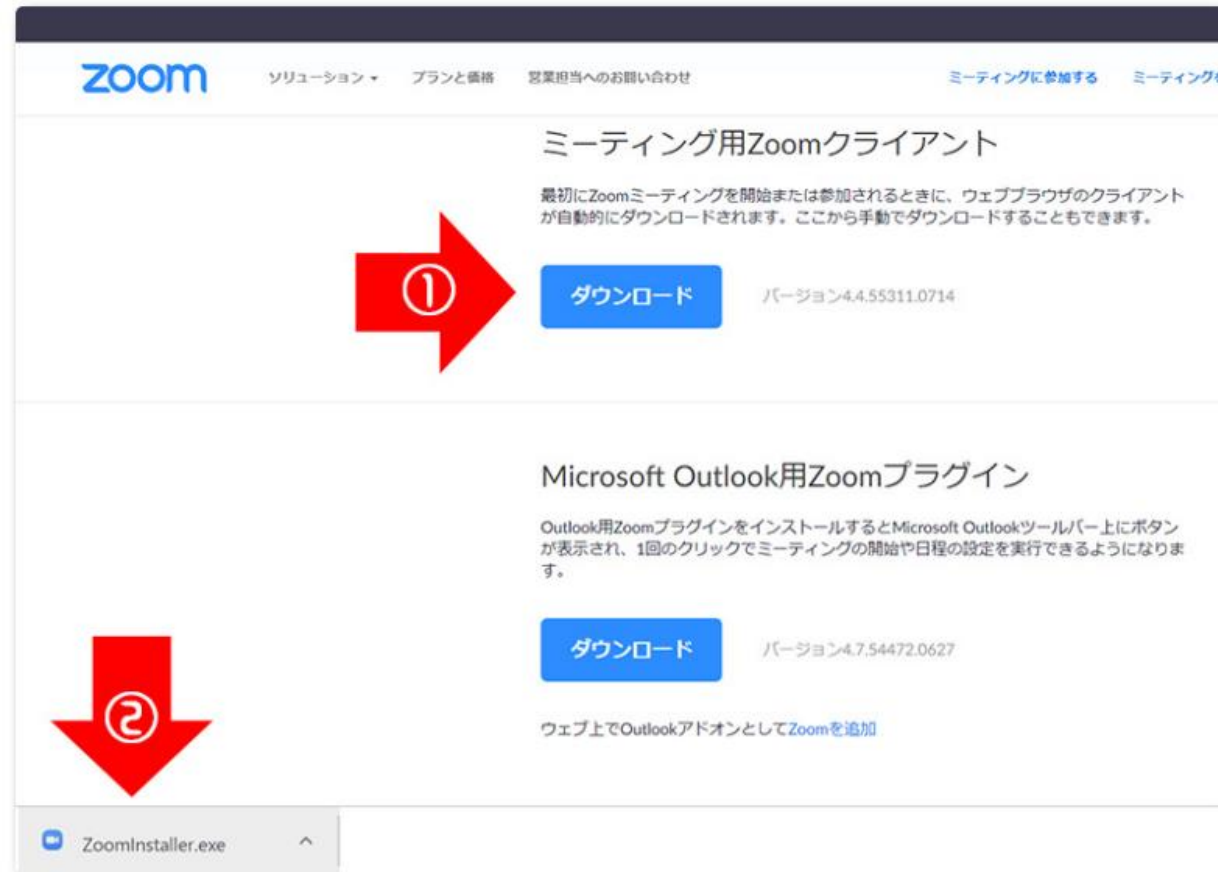 zoom ソリューション プランと価格 営業担当へのお問い合わせ ミーティングに参加する ミーティング
ミーティング用Zoomクライアント
最初にZoomミーティングを開始または参加されるときに、ウェブブラウザのクライアント
が自動的にダウンロードされます。ここから手動でダウンロードすることもできます。
① ダウンロード バージョン4.4.55311.0714
Microsoft Outlook用Zoomプラグイン
Outlook用ZoomプラグインをインストールするとMicrosoft Outlookツールバー上にボタン
が表示され、1回のクリックでミーティングの開始や日程の設定を実行できるようになりま
す。
ダウンロード バージョン4.7.54472.0627
②
ウェブ上でOutlookアドオンとしてZoomを追加
ZoomInstaller.exe